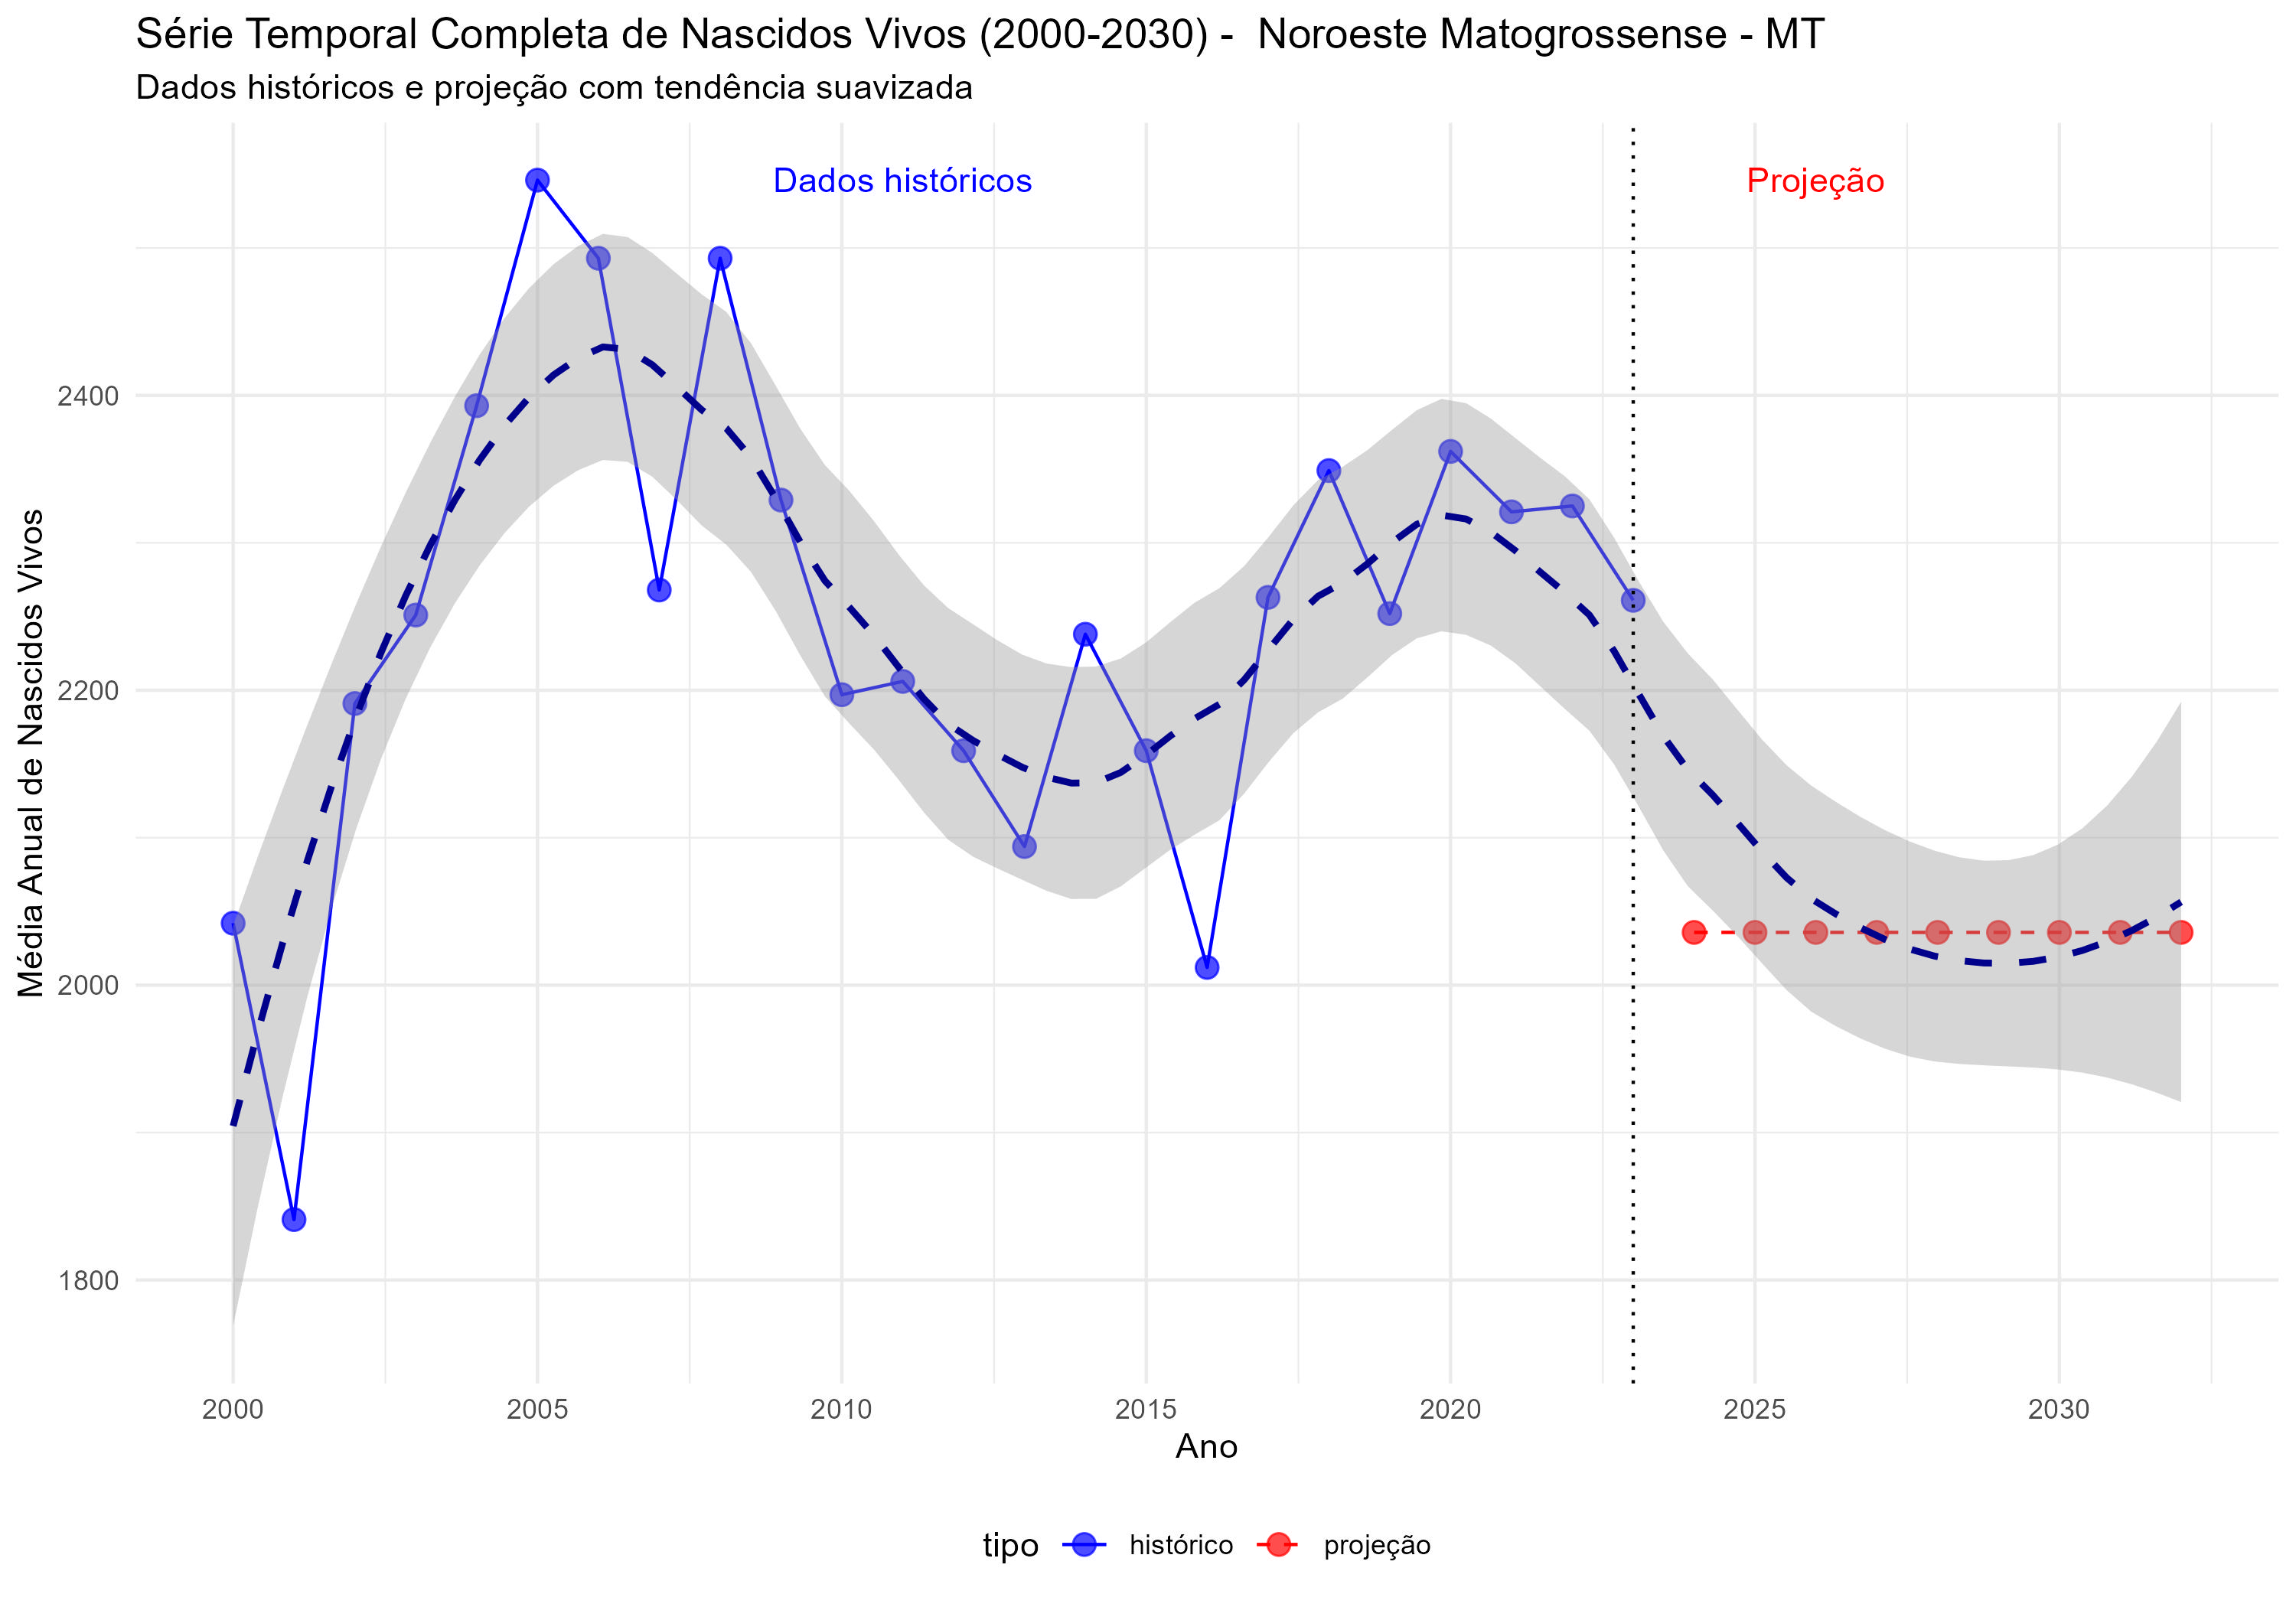 Série Temporal Completa de Nascidos Vivos (2000-2030) -  Noroeste Matogrossense - MT
Dados históricos e projeção com tendência suavizada
Dados históricos
Projeção
Média Anual de Nascidos Vivos
2400
2200
2000
1800
2000
2005
2010
2015
2020
2025
2030
Ano
tipo
histórico
projeção